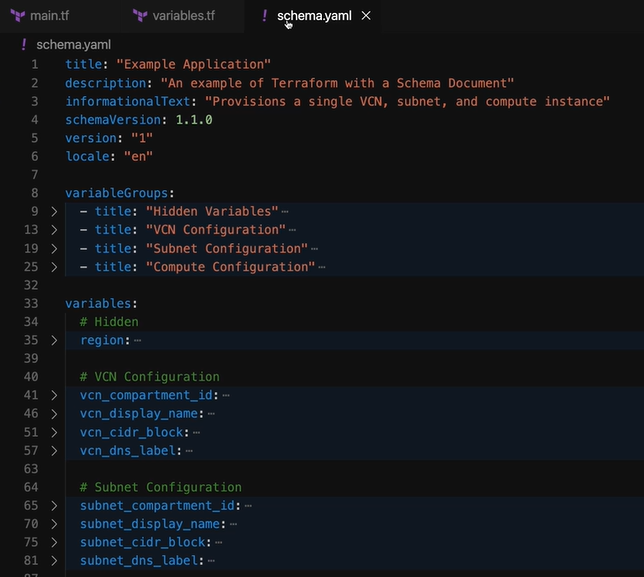 main.tf variables.tf ! schema.yaml ×
! schema.yaml
1 title: "Example Application"
2 description: "An example of Terraform with a Schema Document"
3 informationalText: "Provisions a single VCN, subnet, and compute instance"
4 schemaVersion: 1.1.0
5 version: "1"
6 locale: "en"
7
8 variableGroups:
9 > - title: "Hidden Variables"…
13 > - title: "VCN Configuration"…
19 > - title: "Subnet Configuration"…
25 > - title: "Compute Configuration"…
32
33 variables:
34 # Hidden
35 > region:…
39
40 # VCN Configuration
41 > vcn_compartment_id:…
46 > vcn_display_name:…
51 > vcn_cidr_block:…
57 > vcn_dns_label:…
63
64 # Subnet Configuration
65 > subnet_compartment_id:…
70 > subnet_display_name:…
75 > subnet_cidr_block:…
81 > subnet_dns_label:…